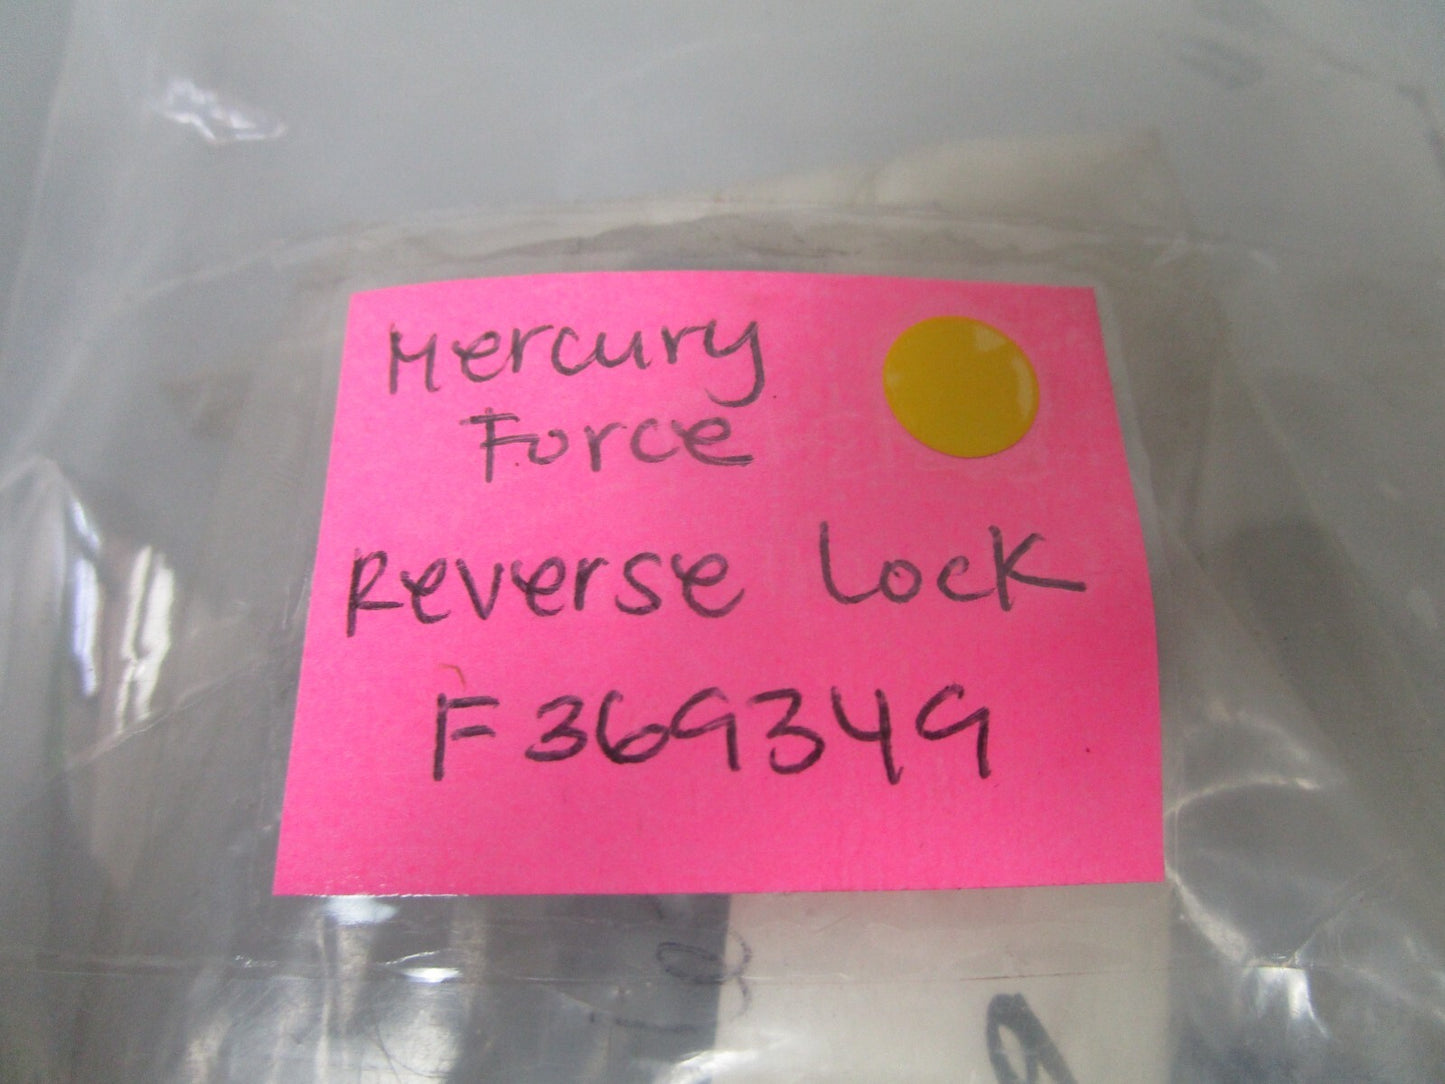 Mercury
Force
Reverse Lock
F369349